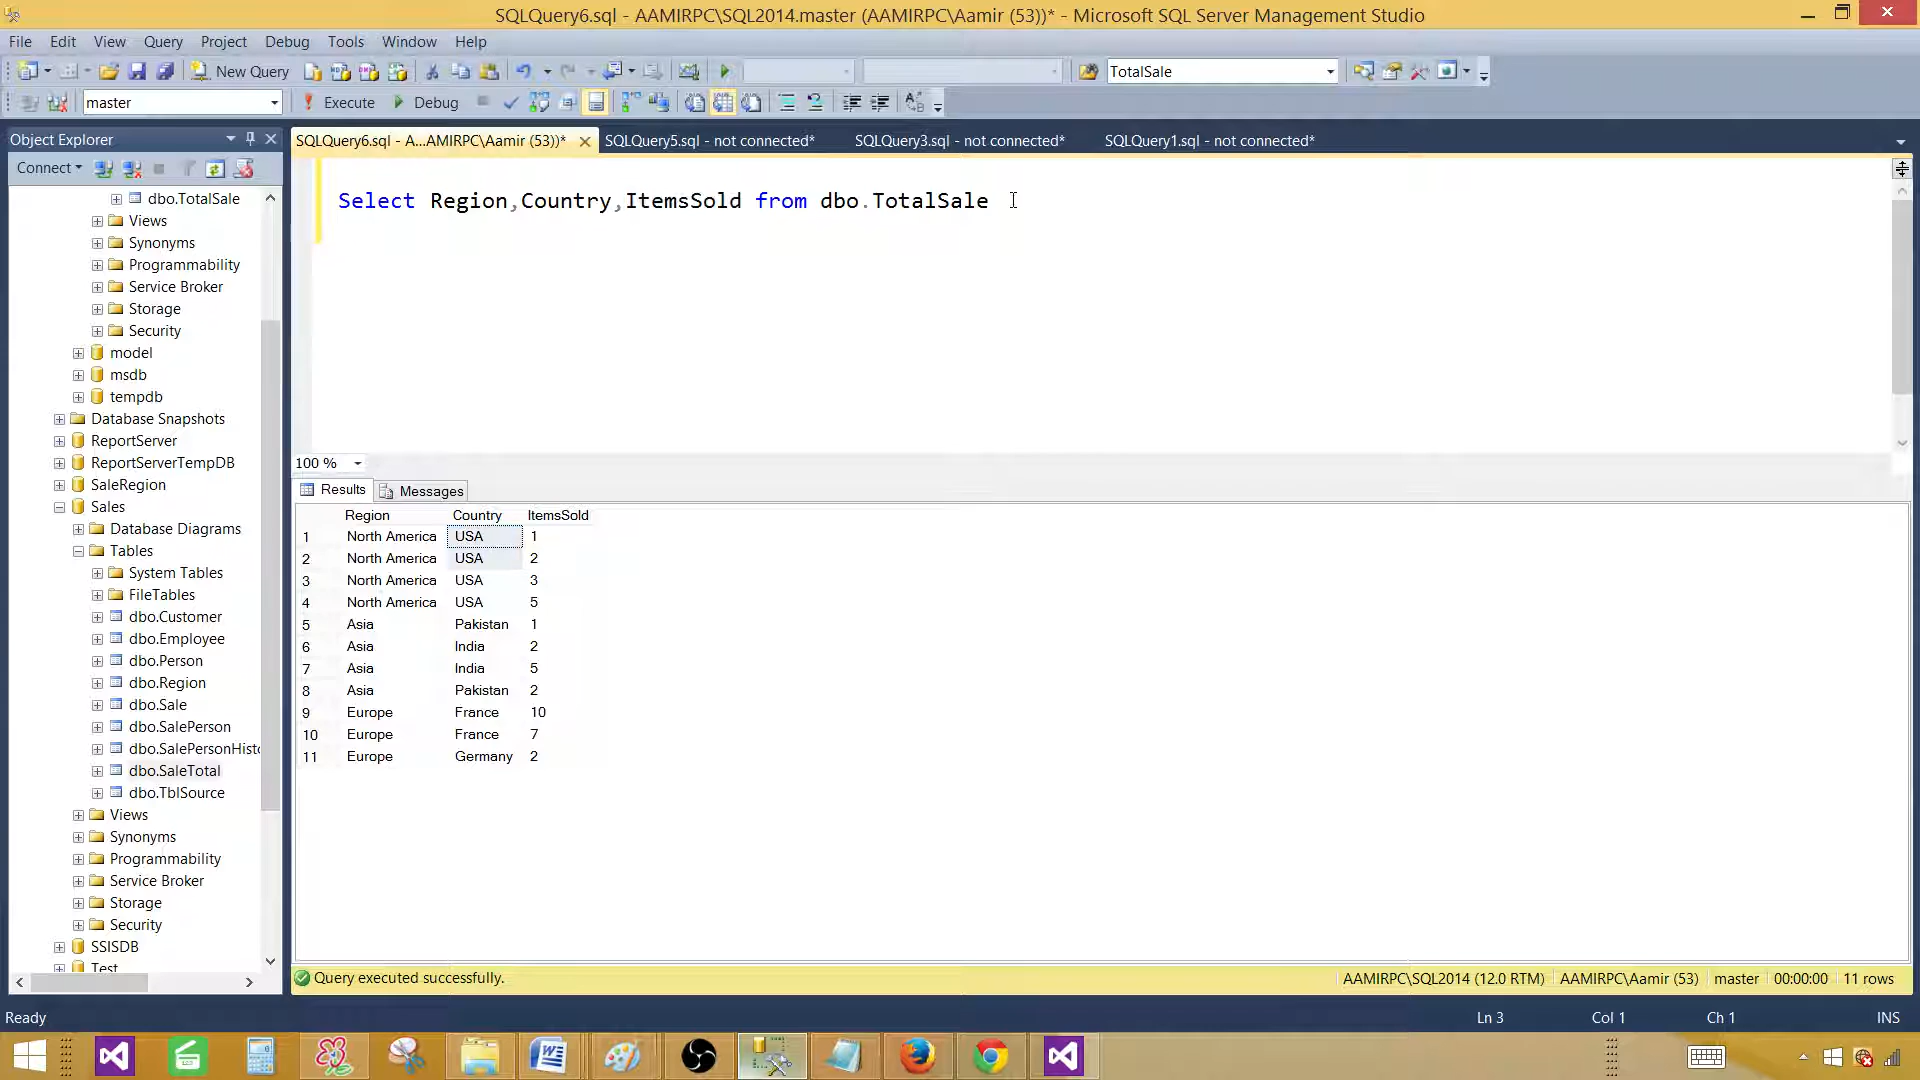 SQLQuery6.sql - AAMIRPC\SQL2014.master (AAMIRPC\Aamir (53))* - Microsoft SQL Server Management Studio
File Edit View Query Project Debug Tools Window Help
New Query TotalSale
master Execute Debug
Object Explorer
SQLQuery6.sql - A...AMIRPC\Aamir (53))* SQLQuery5.sql - not connected* SQLQuery3.sql - not connected* SQLQuery1.sql - not connected*
Connect
dbo.TotalSale
Views
Synonyms
Programmability
Service Broker
Storage
Security
model
msdb
tempdb
Database Snapshots
ReportServer
ReportServerTempDB
SaleRegion
Sales
Database Diagrams
Tables
System Tables
FileTables
dbo.Customer
dbo.Employee
dbo.Person
dbo.Region
dbo.Sale
dbo.SalePerson
dbo.SalePersonHist
dbo.SaleTotal
dbo.TblSource
Views
Synonyms
Programmability
Service Broker
Storage
Security
SSISDB
Test
Select Region,Country,ItemsSold from dbo.TotalSale
100 %
Results Messages
Region Country ItemsSold
1 North America USA 1
2 North America USA 2
3 North America USA 3
4 North America USA 5
5 Asia Pakistan 1
6 Asia India 2
7 Asia India 5
8 Asia Pakistan 2
9 Europe France 10
10 Europe France 7
11 Europe Germany 2
Query executed successfully. AAMIRPC\SQL2014 (12.0 RTM) AAMIRPC\Aamir (53) master 00:00:00 11 rows
Ready Ln 3 Col 1 Ch 1 INS